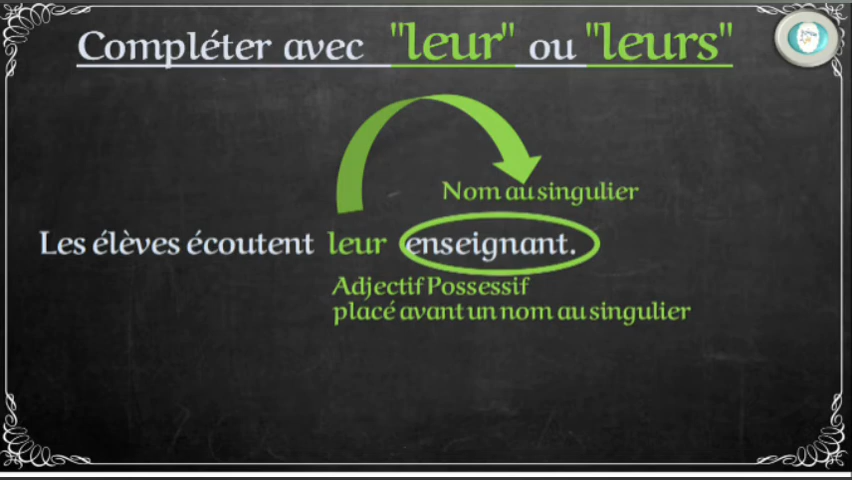 Compléter avec "leur" ou "leurs"
Nom au singulier
Les élèves écoutent leur enseignant.
Adjectif Possessif
placé avant un nom au singulier